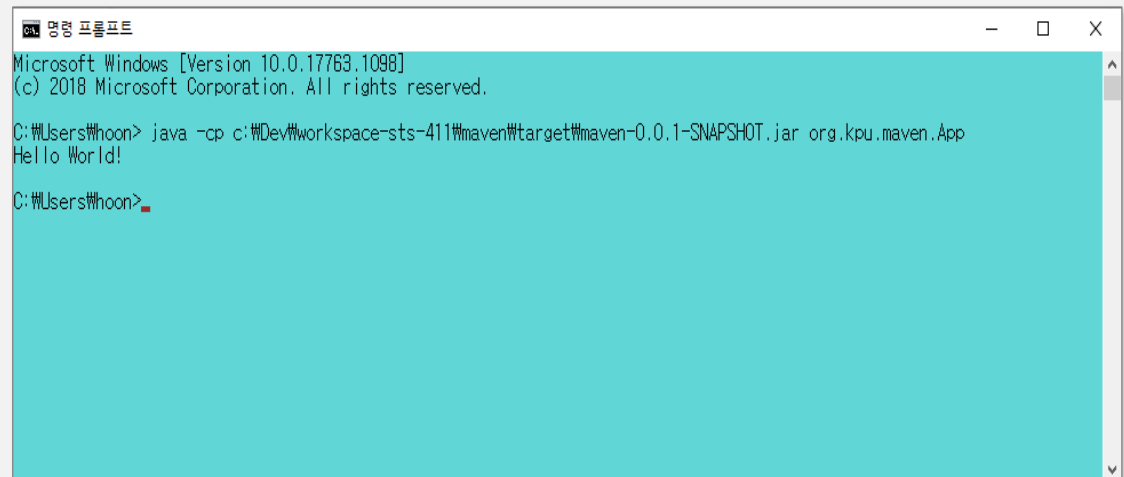 명령 프롬프트
Microsoft Windows [Version 10.0.17763.1098]
(c) 2018 Microsoft Corporation. All rights reserved.
C:₩Users₩hoon> java -cp c:₩Dev₩workspace-sts-411₩maven₩target₩maven-0.0.1-SNAPSHOT.jar org.kpu.maven.App
Hello World!
C:₩Users₩hoon>